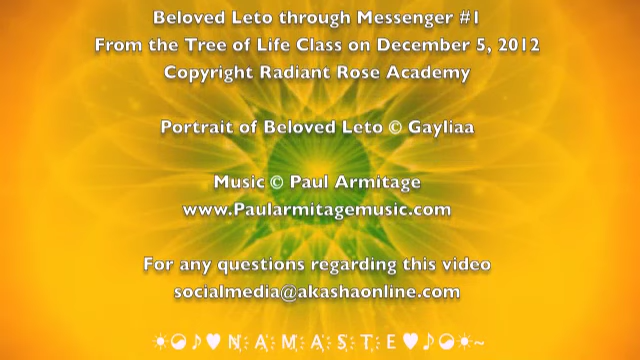 Beloved Leto through Messenger #1
From the Tree of Life Class on December 5, 2012
Copyright Radiant Rose Academy
Portrait of Beloved Leto © Gayliaa
Music © Paul Armitage
www.Paularmitagemusic.com
For any questions regarding this video
socialmedia@akashaonline.com
☀☯♪♥ N҉ A҉ M҉ A҉ S҉ T҉ E ♥♪☯☀~